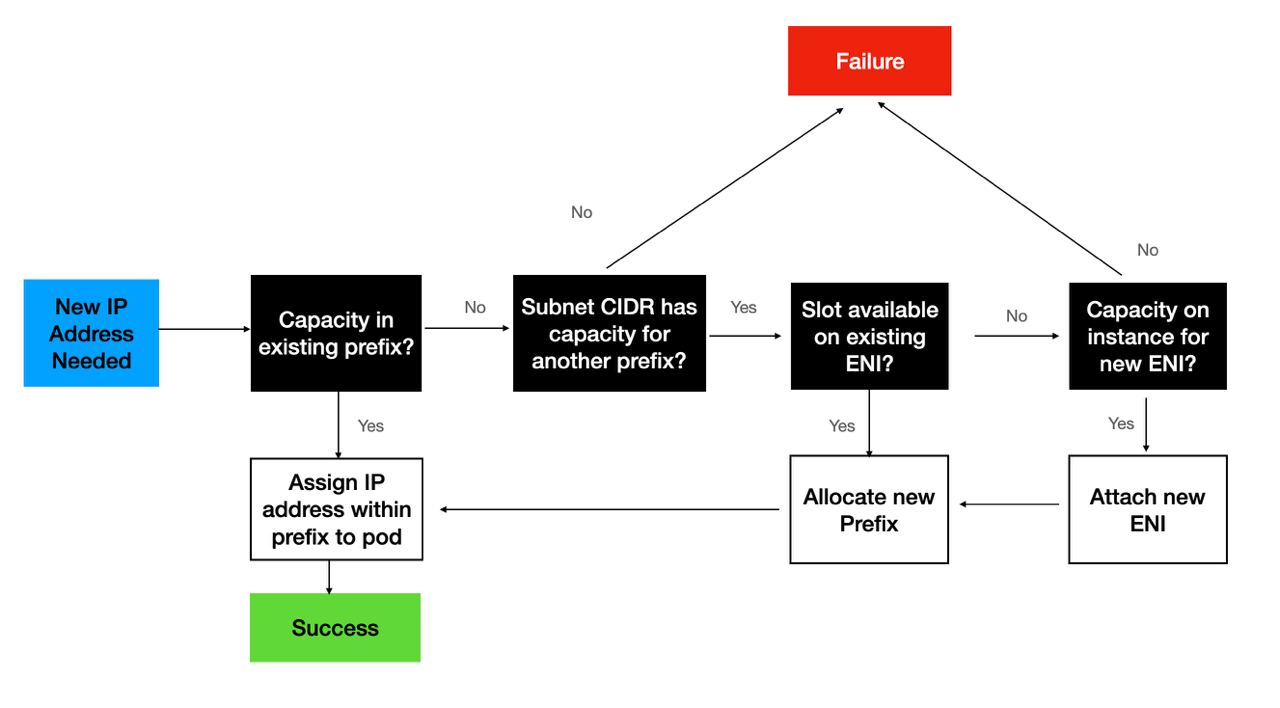 Failure
No
No
New IP
Address
Needed
Capacity in
existing prefix?
No
Subnet CIDR has
capacity for
another prefix?
Yes
Slot available
on existing
ENI?
No
Capacity on
instance for
new ENI?
Yes
Yes
Yes
Assign IP
address within
prefix to pod
Allocate new
Prefix
Attach new
ENI
Success